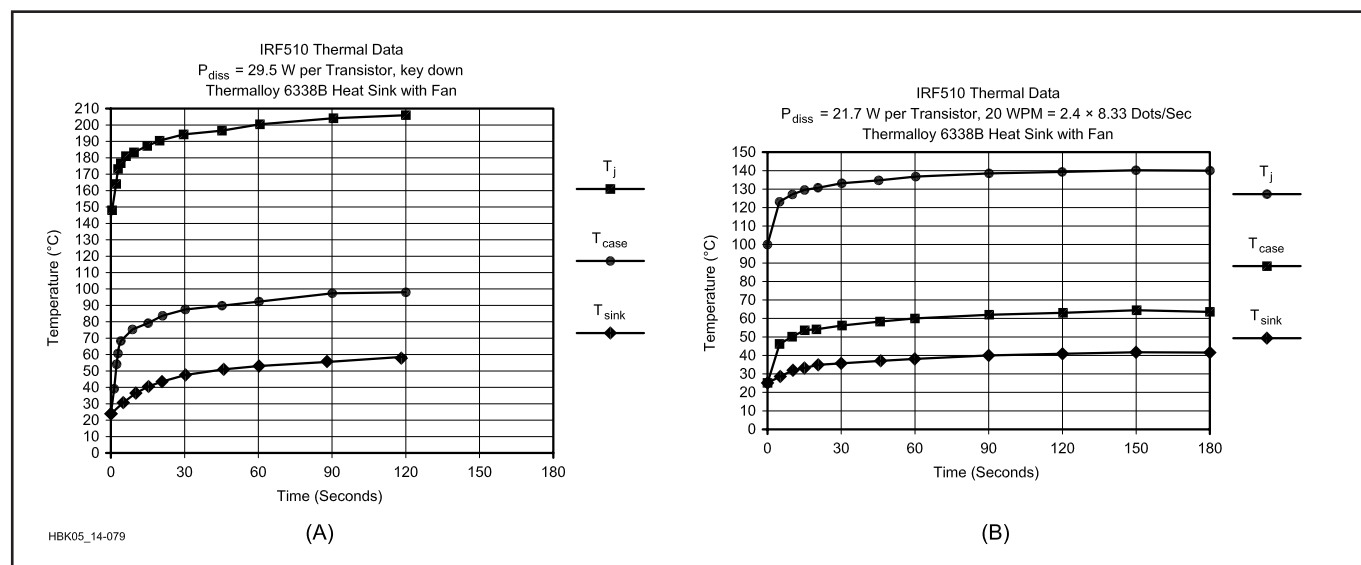 IRF510 Thermal Data
Pdiss = 29.5 W per Transistor, key down
Thermalloy 6338B Heat Sink with Fan
210
200
190
180
170
160
150
140
130
120
110
100
90
80
70
60
50
40
30
20
10
0
Temperature (°C)
0 30 60 90 120 150 180
Time (Seconds)
Tj
Tcase
Tsink
(A)
IRF510 Thermal Data
Pdiss = 21.7 W per Transistor, 20 WPM = 2.4 × 8.33 Dots/Sec
Thermalloy 6338B Heat Sink with Fan
150
140
130
120
110
100
90
80
70
60
50
40
30
20
10
0
Temperature (°C)
0 30 60 90 120 150 180
Time (Seconds)
Tj
Tcase
Tsink
(B)
HBK05_14-079